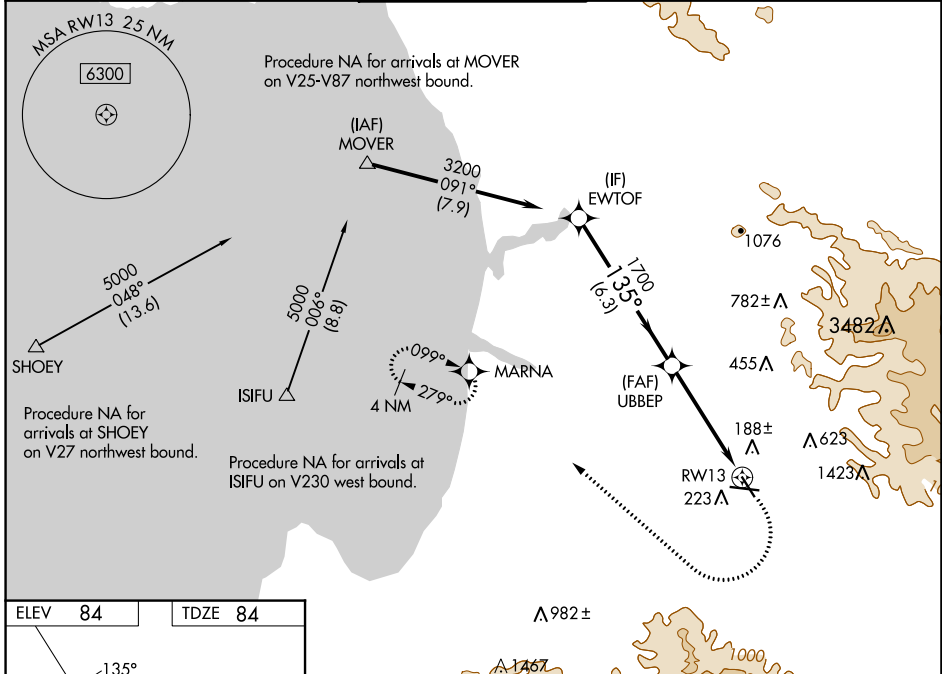 MSA RW13 25 NM
6300
Procedure NA for arrivals at MOVER
on V25-V87 northwest bound.
(IAF)
MOVER
3200
091°
(7.9)
(IF)
EWTOF
1076
5000
048°
(13.6)
5000
006°
(8.8)
1700
135°
(6.3)
782±
3482
SHOEY
ISIFU
099°
279°
4 NM
MARNA
(FAF)
UBBEP
455
Procedure NA for
arrivals at SHOEY
on V27 northwest bound.
188±
623
1423
Procedure NA for arrivals at
ISIFU on V230 west bound.
RW13
223
ELEV 84
TDZE 84
982±
135°
1467
1000